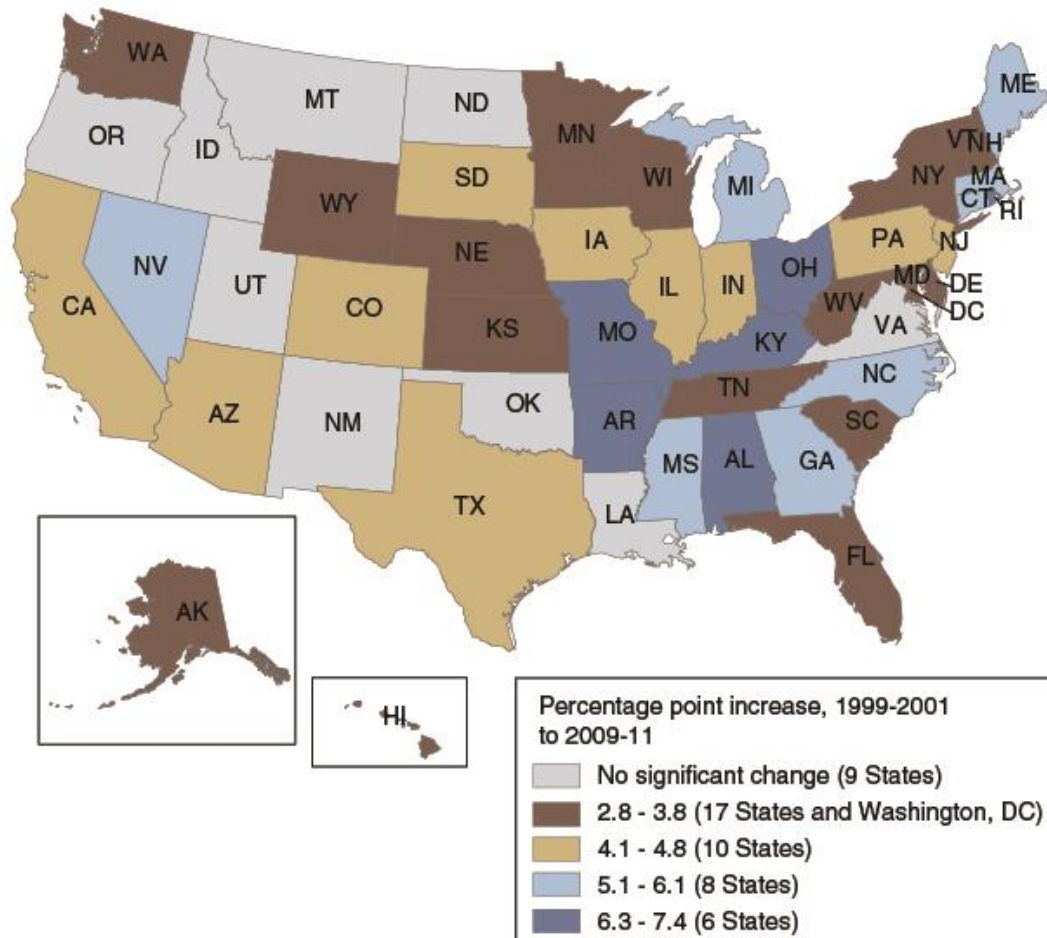 WA
MT
ND
OR
ID
MN
SD
WI
WY
MI
ME
VT
NH
NY
MA
CT
RI
NV
UT
NE
IA
PA
NJ
CA
CO
IL
IN
OH
MD
DE
DC
WV
VA
KS
MO
KY
AZ
NM
OK
AR
TN
NC
SC
TX
LA
MS
AL
GA
FL
AK
HI
Percentage point increase, 1999-2001
to 2009-11
No significant change (9 States)
2.8 - 3.8 (17 States and Washington, DC)
4.1 - 4.8 (10 States)
5.1 - 6.1 (8 States)
6.3 - 7.4 (6 States)